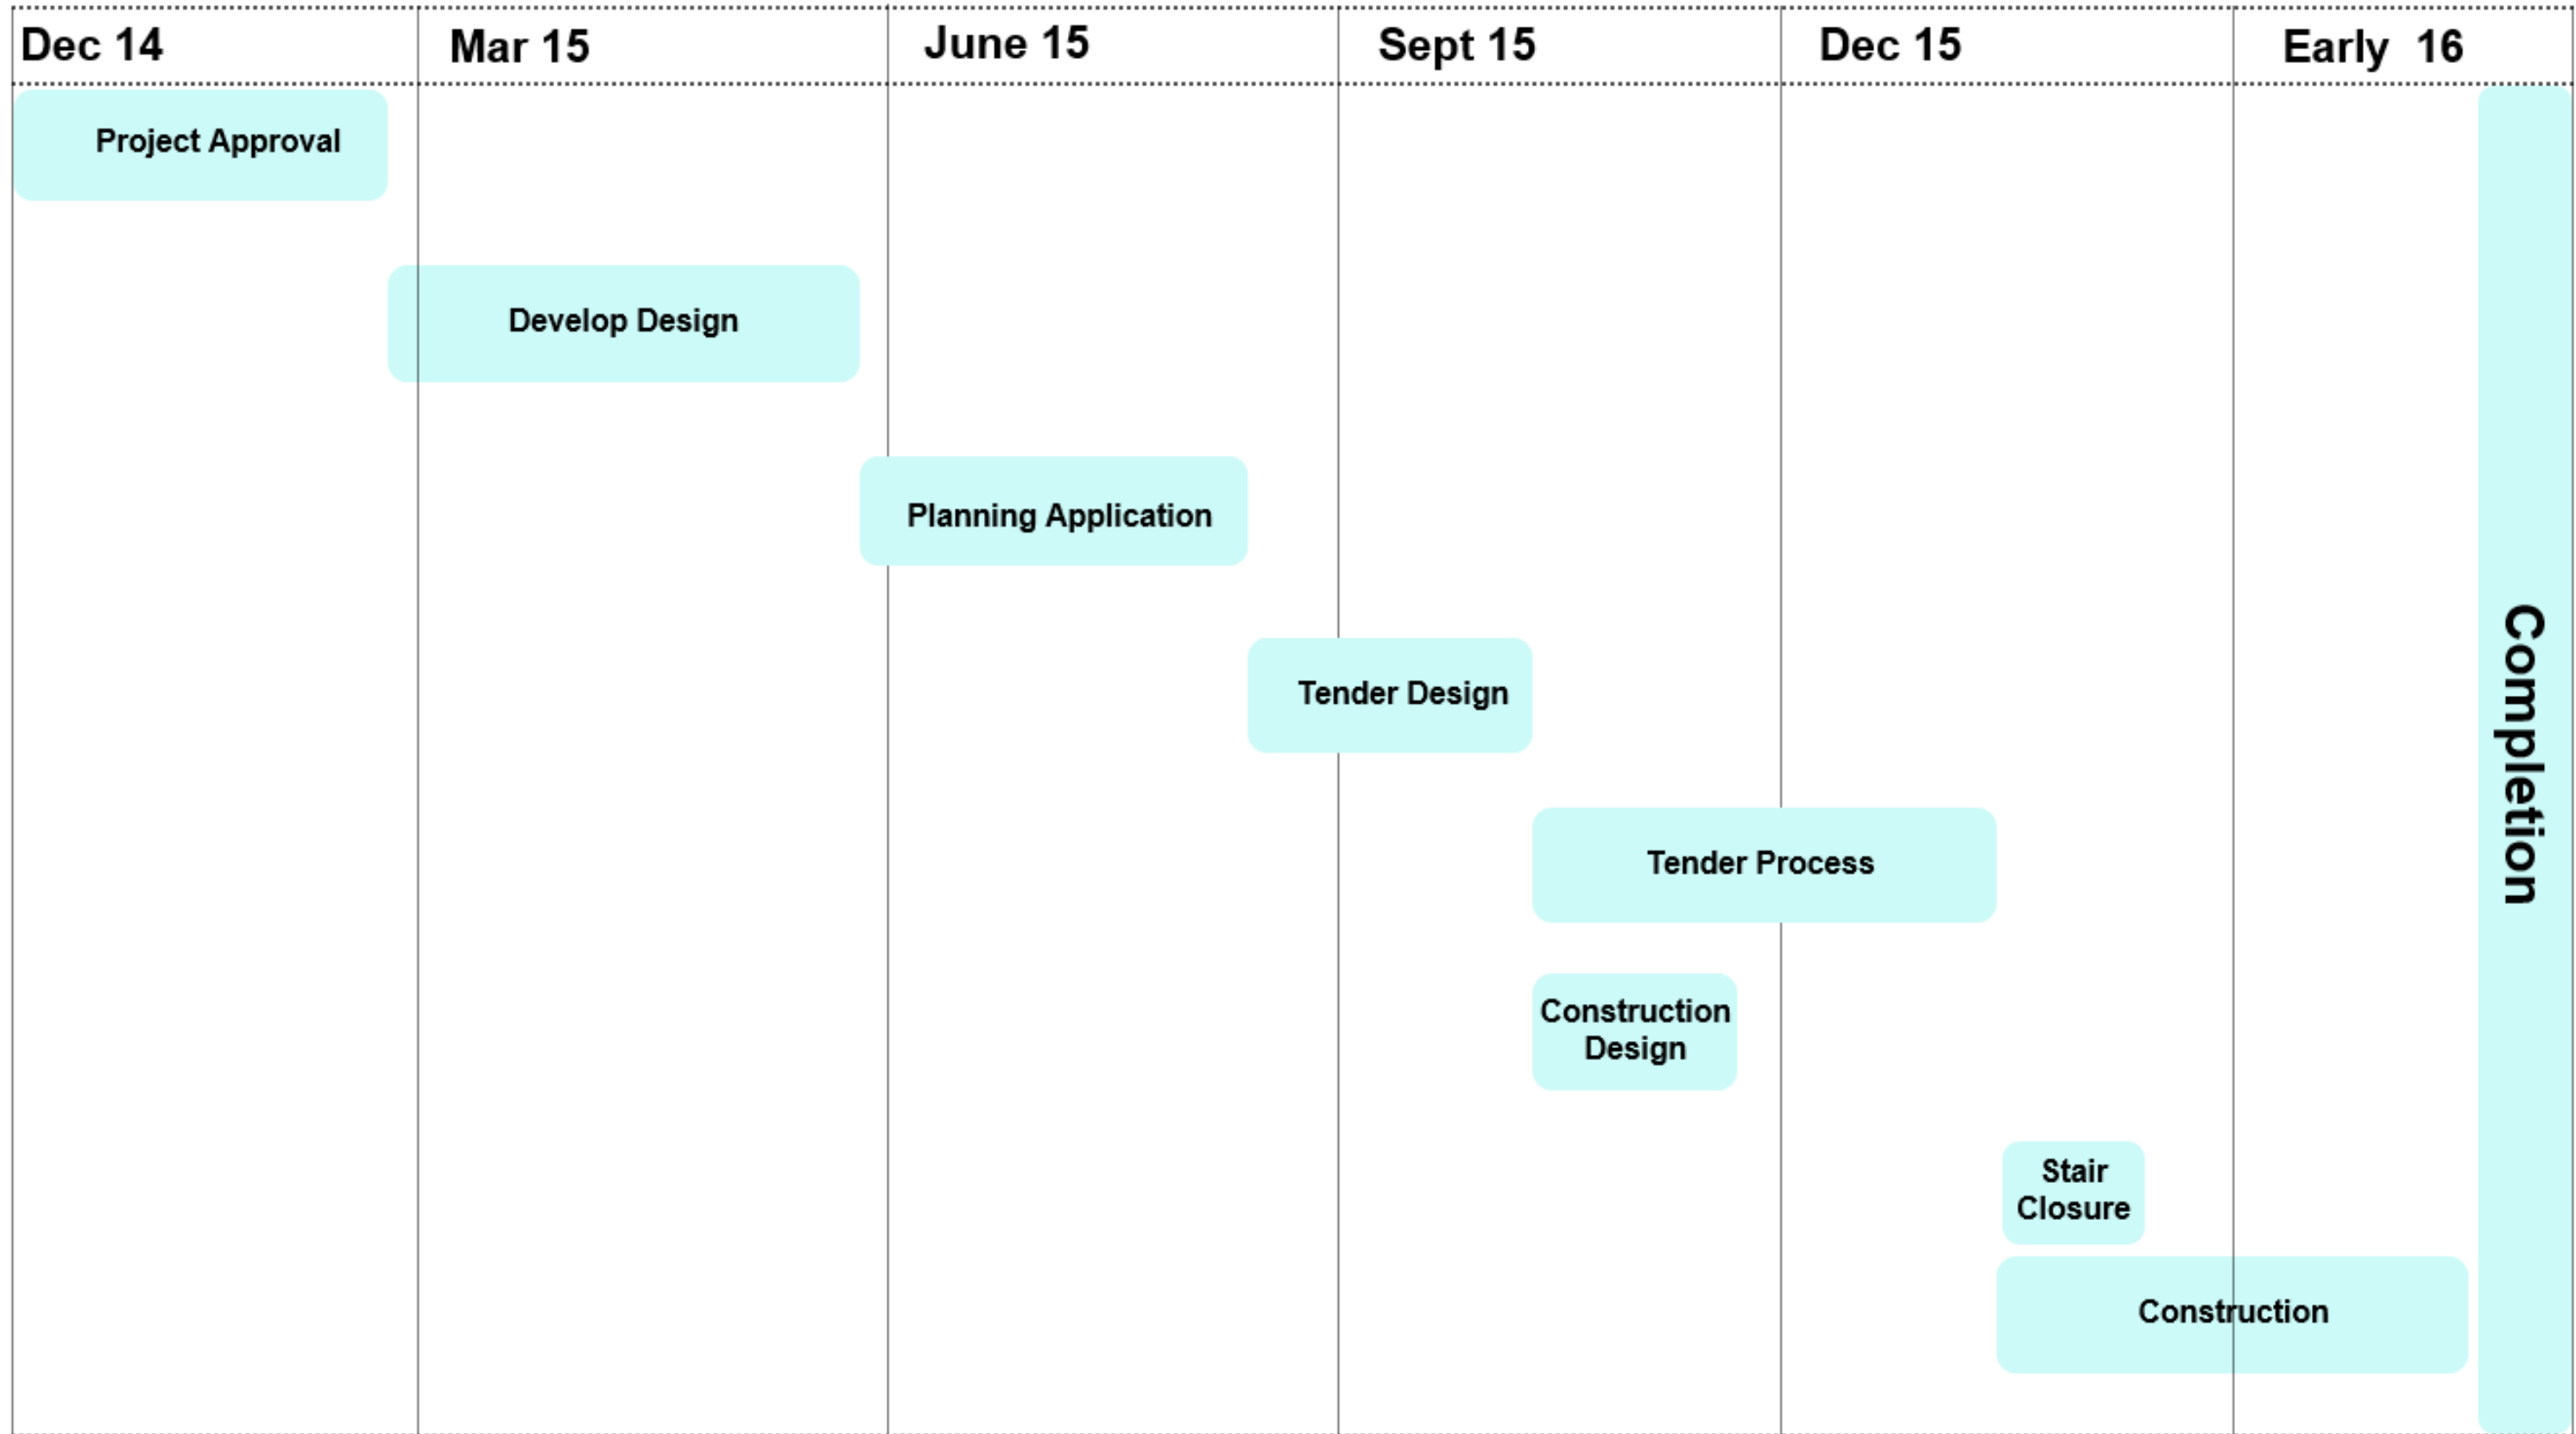 Dec 14
Mar 15
June 15
Sept 15
Dec 15
Early 16
Project Approval
Develop Design
Planning Application
Tender Design
Tender Process
Construction
Design
Stair
Closure
Construction
Completion